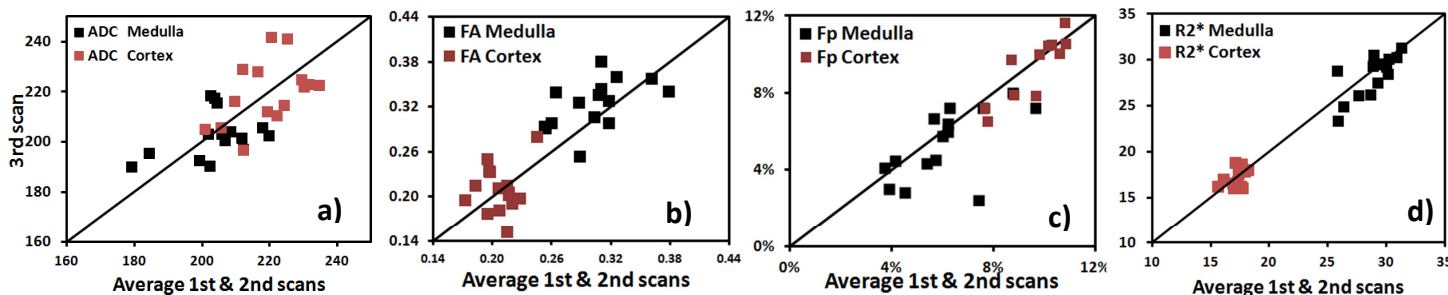 3rd scan
240
220
200
180
160
ADC Medulla
ADC Cortex
a)
160 180 200 220 240
Average 1st & 2nd scans
0.44
0.38
0.32
0.26
0.20
0.14
FA Medulla
FA Cortex
b)
0.14 0.20 0.26 0.32 0.38 0.44
Average 1st & 2nd scans
12%
8%
4%
0%
Fp Medulla
Fp Cortex
c)
0% 4% 8% 12%
Average 1st & 2nd scans
35
30
25
20
15
10
R2* Medulla
R2* Cortex
d)
10 15 20 25 30 35
Average 1st & 2nd scans